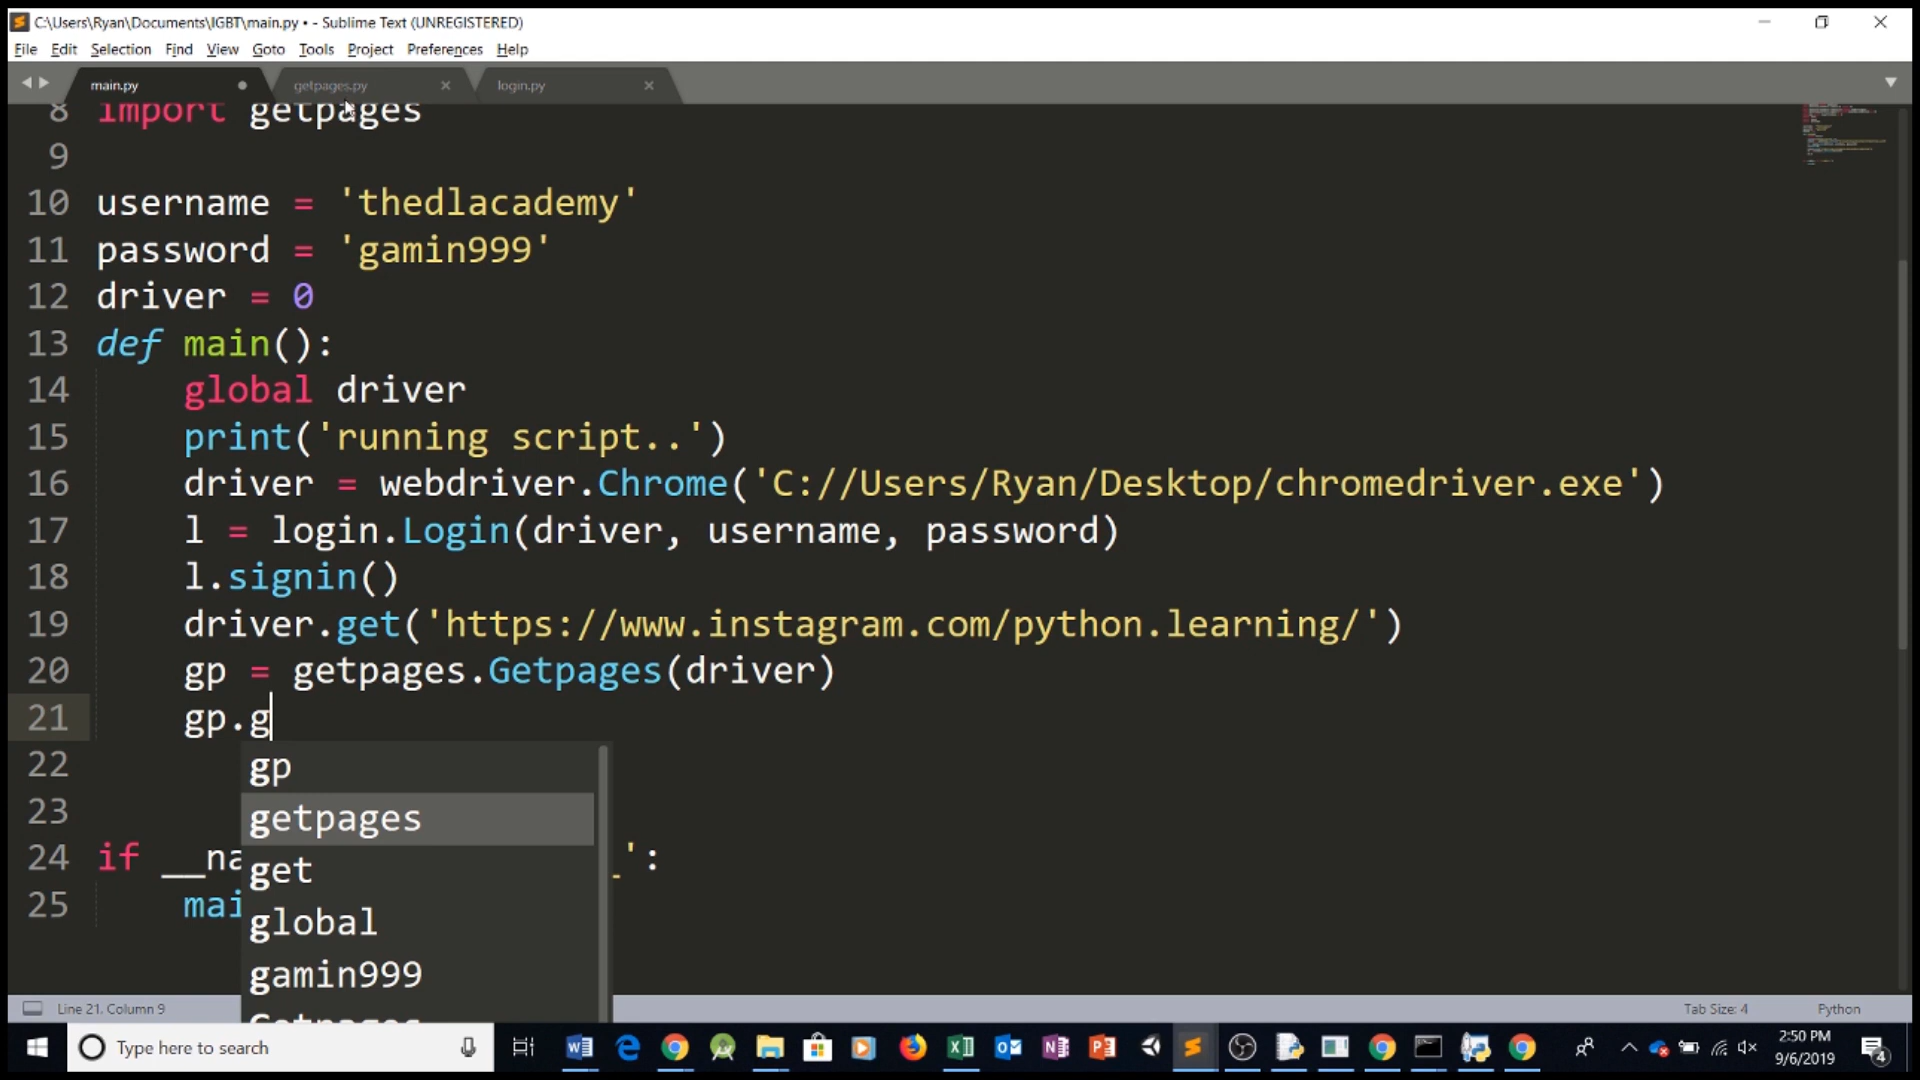 C:\Users\Ryan\Documents\IGBT\main.py • - Sublime Text (UNREGISTERED)
File Edit Selection Find View Goto Tools Project Preferences Help
main.py getpages.py login.py
8 import getpages
9
10 username = 'thedlacademy'
11 password = 'gamin999'
12 driver = 0
13 def main():
14 global driver
15 print('running script..')
16 driver = webdriver.Chrome('C://Users/Ryan/Desktop/chromedriver.exe')
17 l = login.Login(driver, username, password)
18 l.signin()
19 driver.get('https://www.instagram.com/python.learning/')
20 gp = getpages.Getpages(driver)
21 gp.g
22 gp
23 getpages
24 if __na _':
get
25 mai
global
gamin999
Getpages
Line 21, Column 9 Tab Size: 4 Python
Type here to search
2:50 PM
9/6/2019
4